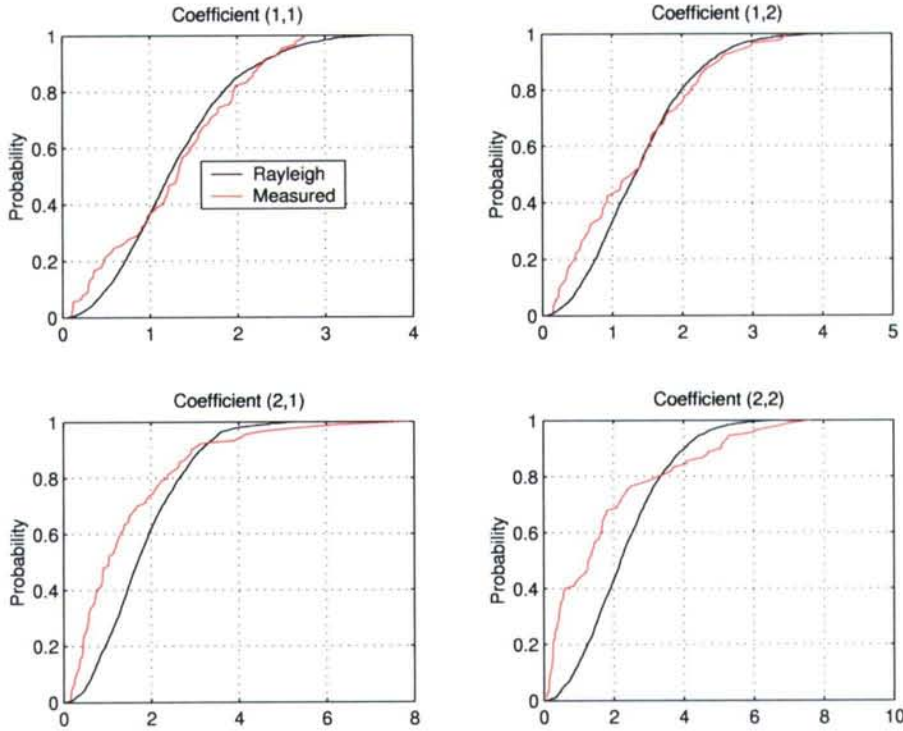 Coefficient (1,1)
Probability
1
0.8
0.6
0.4
0.2
0
0 1 2 3 4
Rayleigh
Measured
Coefficient (1,2)
Probability
1
0.8
0.6
0.4
0.2
0
0 1 2 3 4 5
Coefficient (2,1)
Probability
1
0.8
0.6
0.4
0.2
0
0 2 4 6 8
Coefficient (2,2)
Probability
1
0.8
0.6
0.4
0.2
0
0 2 4 6 8 10